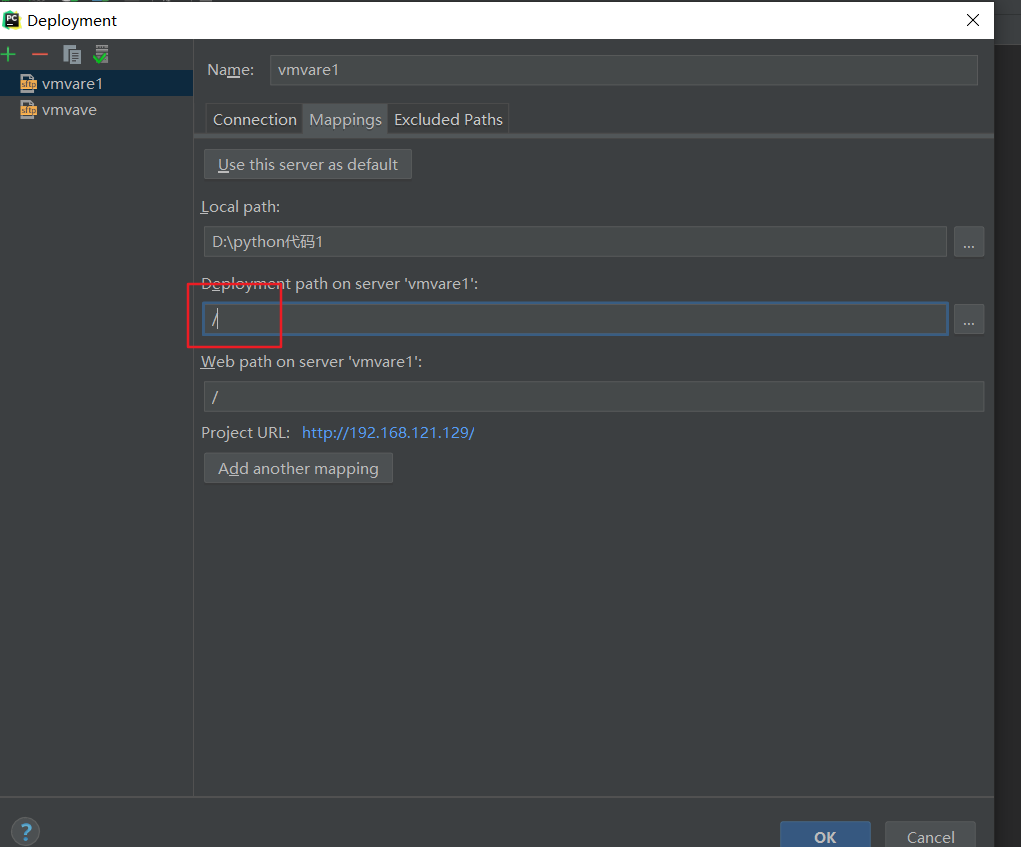 Deployment
vmvare1
vmvave
Name: vmvare1
Connection Mappings Excluded Paths
Use this server as default
Local path:
D:\python代码1 ...
Deployment path on server 'vmvare1':
/ ...
Web path on server 'vmvare1':
/
Project URL: http://192.168.121.129/
Add another mapping
? OK Cancel